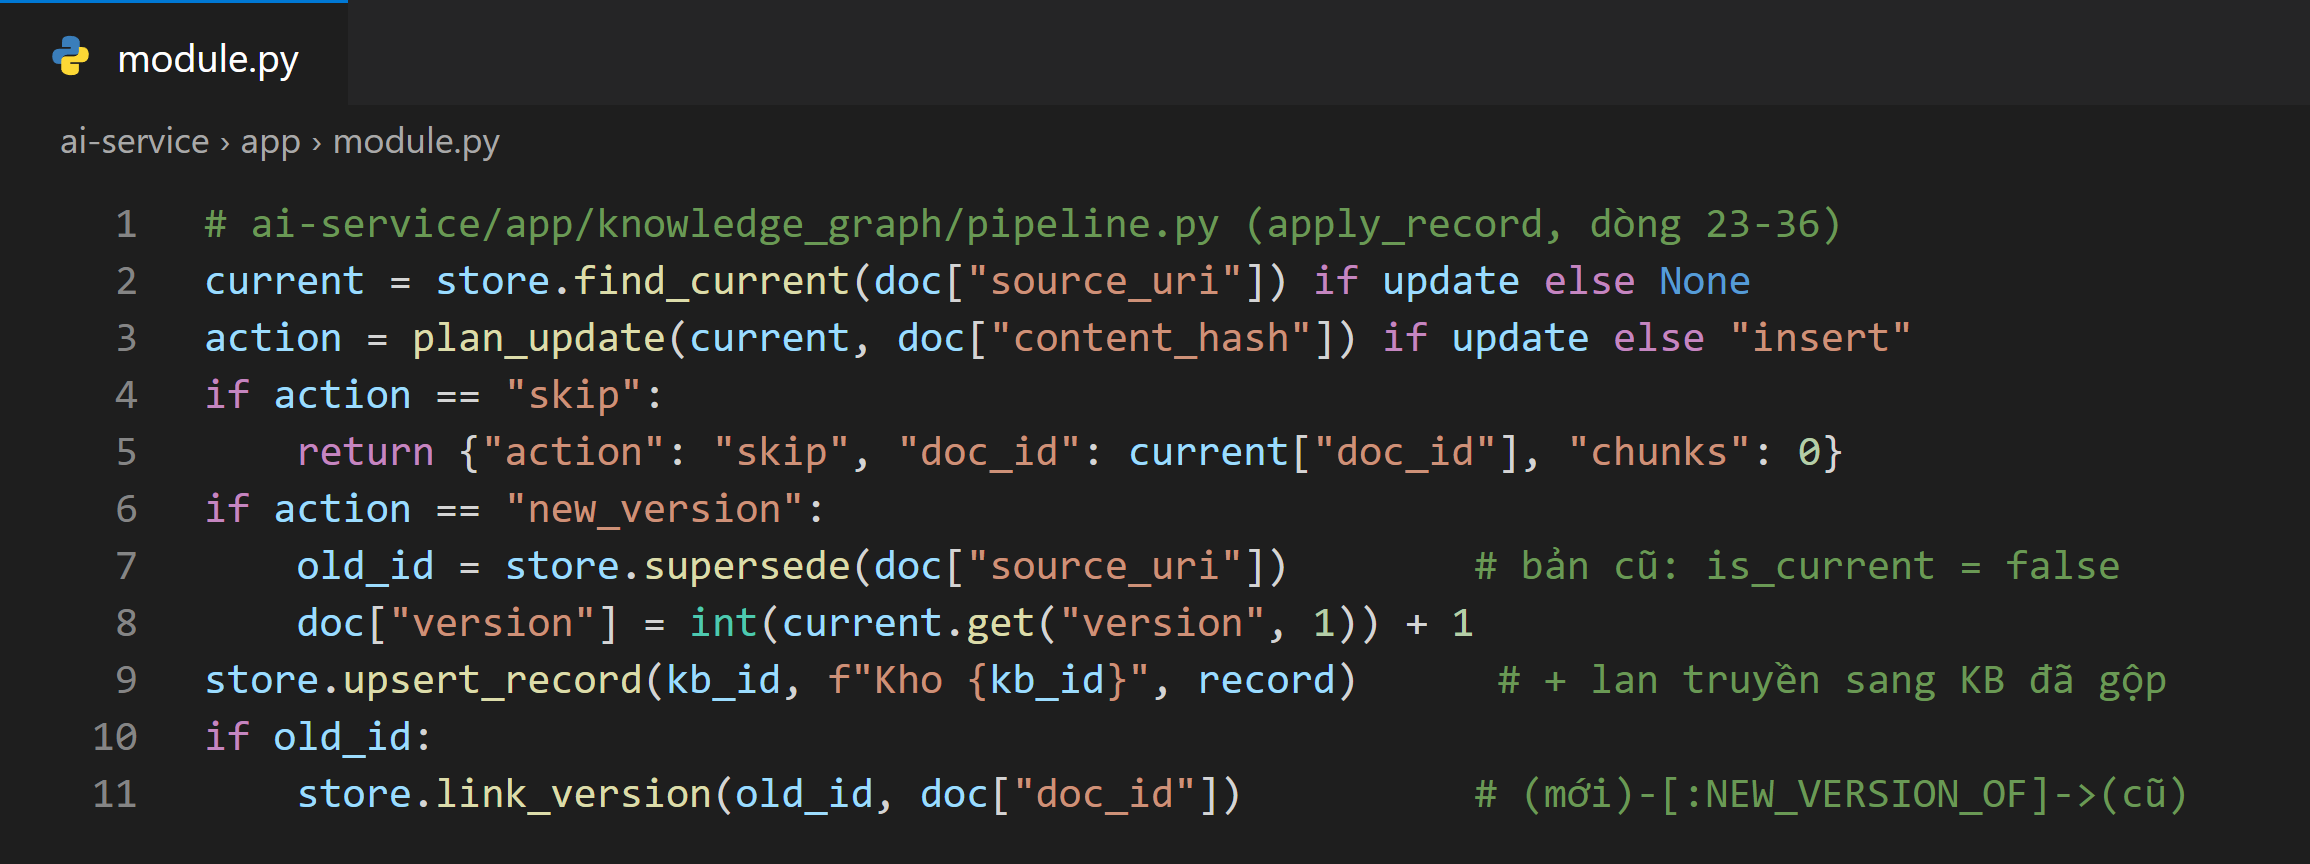 module.py
ai-service › app › module.py
1 # ai-service/app/knowledge_graph/pipeline.py (apply_record, dòng 23-36)
2 current = store.find_current(doc["source_uri"]) if update else None
3 action = plan_update(current, doc["content_hash"]) if update else "insert"
4 if action == "skip":
5     return {"action": "skip", "doc_id": current["doc_id"], "chunks": 0}
6 if action == "new_version":
7     old_id = store.supersede(doc["source_uri"])        # bản cũ: is_current = false
8     doc["version"] = int(current.get("version", 1)) + 1
9 store.upsert_record(kb_id, f"Kho {kb_id}", record)      # + lan truyền sang KB đã gộp
10 if old_id:
11     store.link_version(old_id, doc["doc_id"])          # (mới)-[:NEW_VERSION_OF]->(cũ)